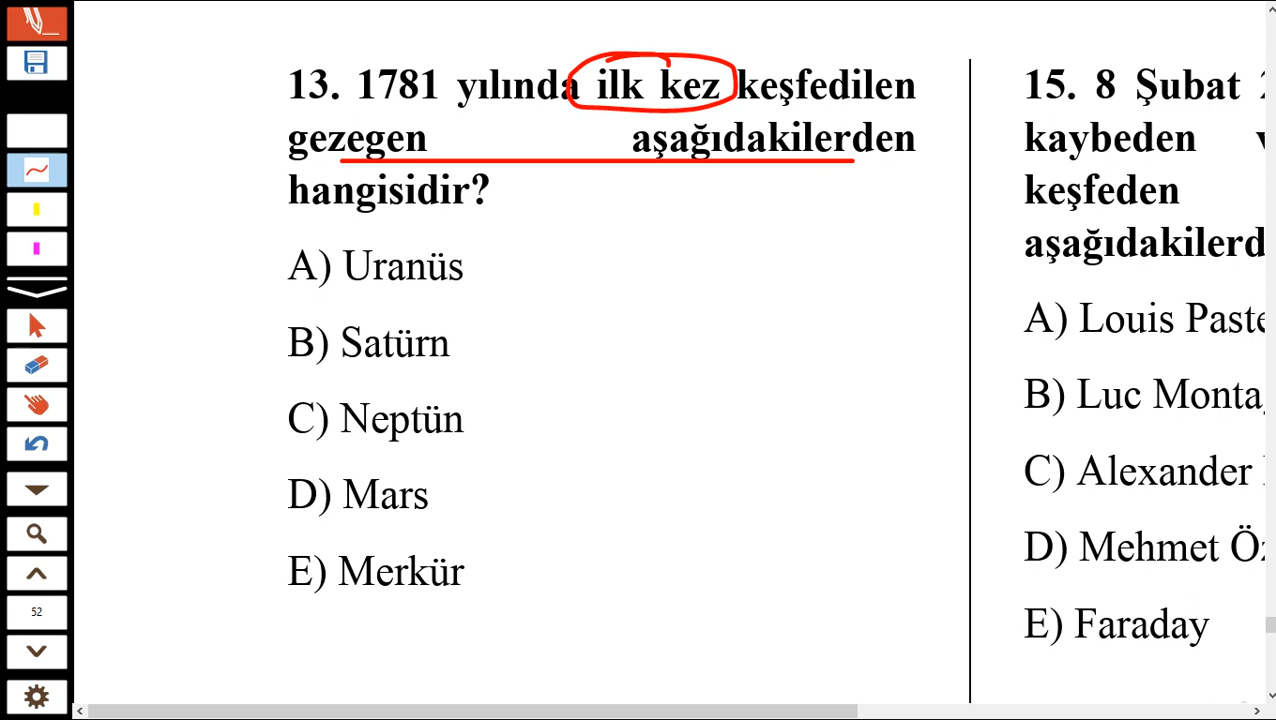 13. 1781 yılında ilk kez keşfedilen
gezegen aşağıdakilerden
hangisidir?
A) Uranüs
B) Satürn
C) Neptün
D) Mars
E) Merkür
15. 8 Şubat
kaybeden
keşfeden
A) Louis
B) Luc
C) Alexander
D) Mehmet
E) Faraday
52